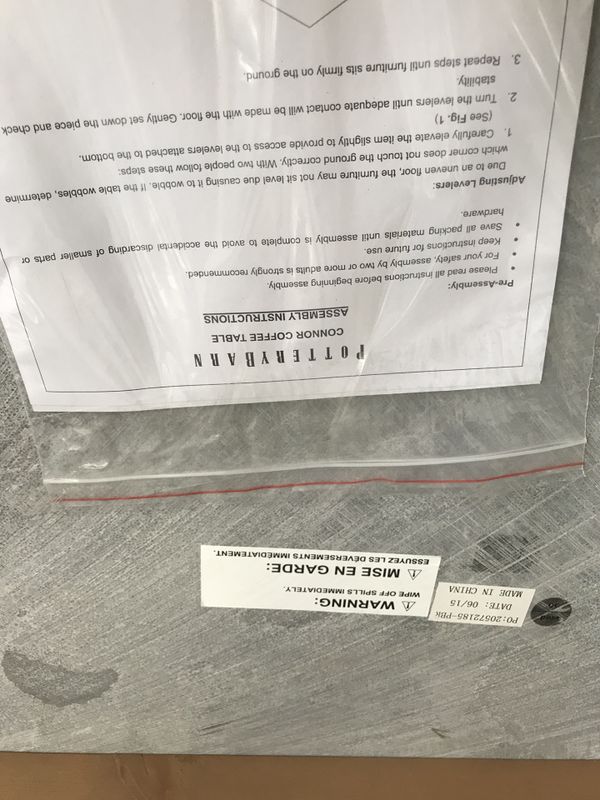 POTTERYBARN
CONNOR COFFEE TABLE
ASSEMBLY INSTRUCTIONS
Pre-Assembly:
• Please read all instructions before beginning assembly.
• For your safety, assembly by two or more adults is strongly recommended.
• Keep instructions for future use.
• Save all packing materials until assembly is complete to avoid the accidental discarding of smaller parts or
hardware.
Adjusting Levelers:
Due to an uneven floor, the furniture may not sit level due causing it to wobble. If the table wobbles, determine
which corner does not touch the ground correctly. With two people follow these steps:
1. Carefully elevate the item slightly to provide access to the levelers attached to the bottom.
(See Fig. 1)
2. Turn the levelers until adequate contact will be made with the floor. Gently set down the piece and check
stability.
3. Repeat steps until furniture sits firmly on the ground.
PO:20572185-PBK
DATE: 06/15
MADE IN CHINA
⚠ WARNING:
WIPE OFF SPILLS IMMEDIATELY.
⚠ MISE EN GARDE:
ESSUYEZ LES DÉVERSEMENTS IMMÉDIATEMENT.